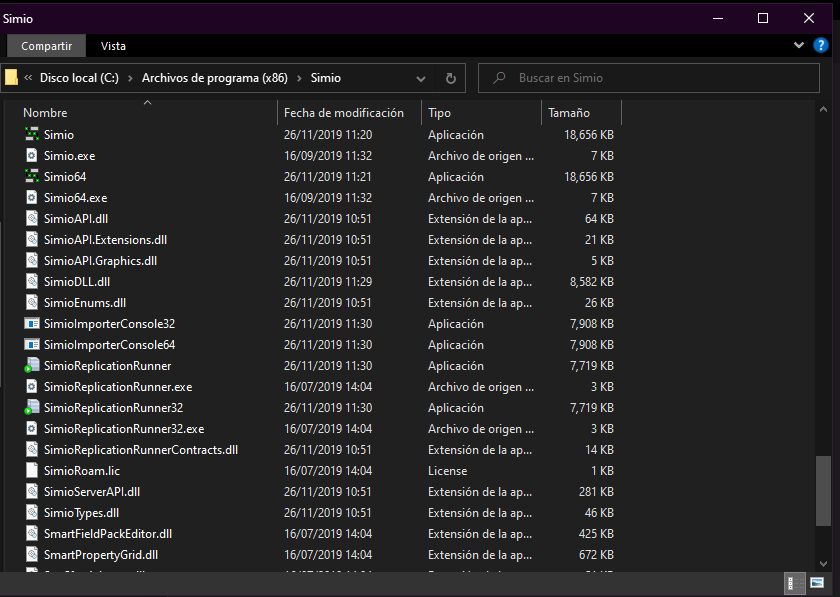 Simio
Compartir Vista
« Disco local (C:) > Archivos de programa (x86) > Simio Buscar en Simio
Nombre Fecha de modificación Tipo Tamaño
Simio 26/11/2019 11:20 Aplicación 18,656 KB
Simio.exe 16/09/2019 11:32 Archivo de origen ... 7 KB
Simio64 26/11/2019 11:21 Aplicación 18,656 KB
Simio64.exe 16/09/2019 11:32 Archivo de origen ... 7 KB
SimioAPI.dll 26/11/2019 10:51 Extensión de la ap... 64 KB
SimioAPI.Extensions.dll 26/11/2019 10:51 Extensión de la ap... 21 KB
SimioAPI.Graphics.dll 26/11/2019 10:51 Extensión de la ap... 5 KB
SimioDLL.dll 26/11/2019 11:29 Extensión de la ap... 8,582 KB
SimioEnums.dll 26/11/2019 10:51 Extensión de la ap... 26 KB
SimioImporterConsole32 26/11/2019 11:30 Aplicación 7,908 KB
SimioImporterConsole64 26/11/2019 11:30 Aplicación 7,908 KB
SimioReplicationRunner 26/11/2019 11:30 Aplicación 7,719 KB
SimioReplicationRunner.exe 16/07/2019 14:04 Archivo de origen ... 3 KB
SimioReplicationRunner32 26/11/2019 11:30 Aplicación 7,719 KB
SimioReplicationRunner32.exe 16/07/2019 14:04 Archivo de origen ... 3 KB
SimioReplicationRunnerContracts.dll 26/11/2019 10:51 Extensión de la ap... 14 KB
SimioRoam.lic 16/07/2019 14:04 License 1 KB
SimioServerAPI.dll 26/11/2019 10:51 Extensión de la ap... 281 KB
SimioTypes.dll 26/11/2019 10:51 Extensión de la ap... 46 KB
SmartFieldPackEditor.dll 16/07/2019 14:04 Extensión de la ap... 425 KB
SmartPropertyGrid.dll 16/07/2019 14:04 Extensión de la ap... 672 KB